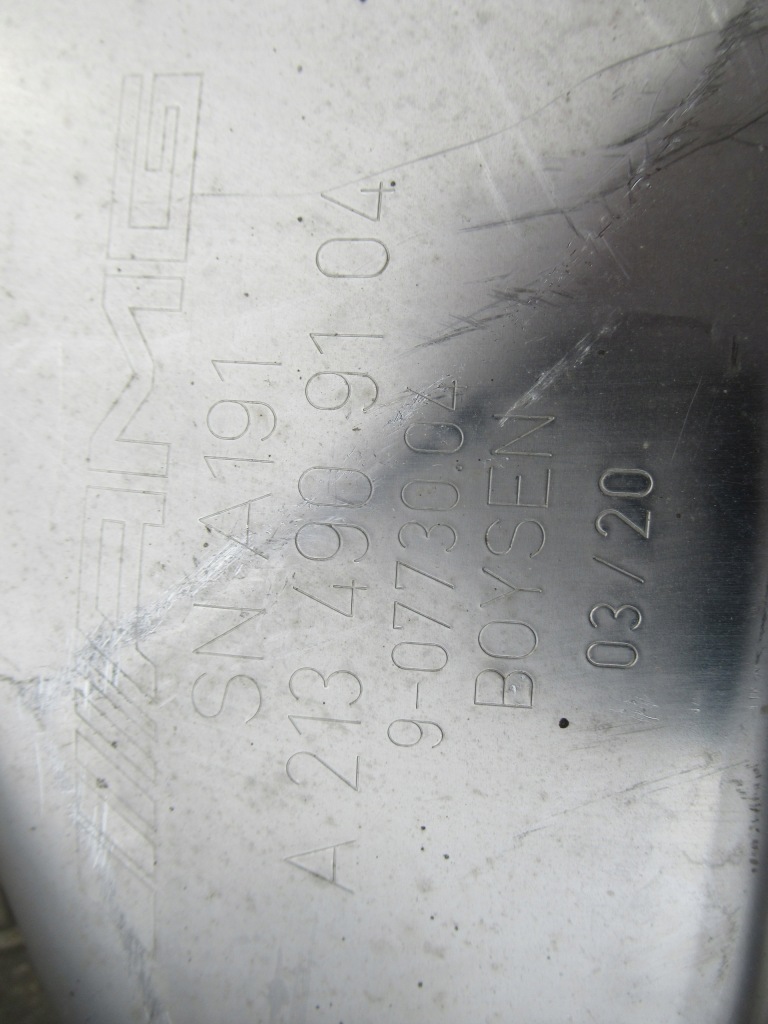 AMG
SN-A191
A 213 490 91 04
9-07730.04
BOYSEN
03/20